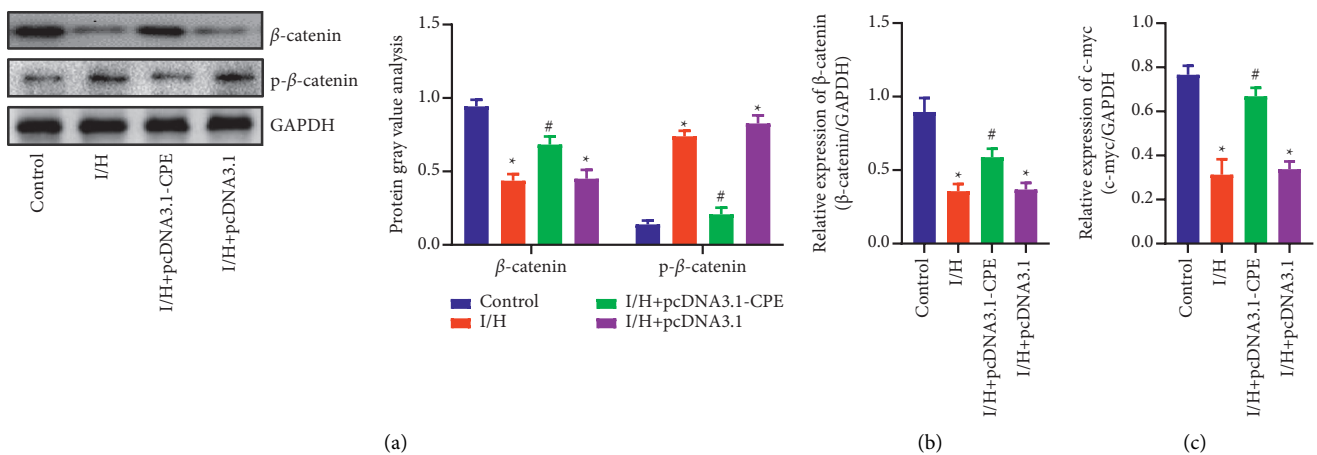 β-catenin
p-β-catenin
GAPDH
Control
I/H
I/H+pcDNA3.1-CPE
I/H+pcDNA3.1
Protein gray value analysis
1.5
1.0
0.5
0.0
*
#
*
*
#
*
β-catenin
p-β-catenin
Control
I/H
I/H+pcDNA3.1-CPE
I/H+pcDNA3.1
(a)
Relative expression of β-catenin
(β-catenin/GAPDH)
1.5
1.0
0.5
0.0
*
#
*
Control
I/H
I/H+pcDNA3.1-CPE
I/H+pcDNA3.1
(b)
Relative expression of c-myc
(c-myc/GAPDH)
1.0
0.8
0.6
0.4
0.2
0.0
*
#
*
Control
I/H
I/H+pcDNA3.1-CPE
I/H+pcDNA3.1
(c)